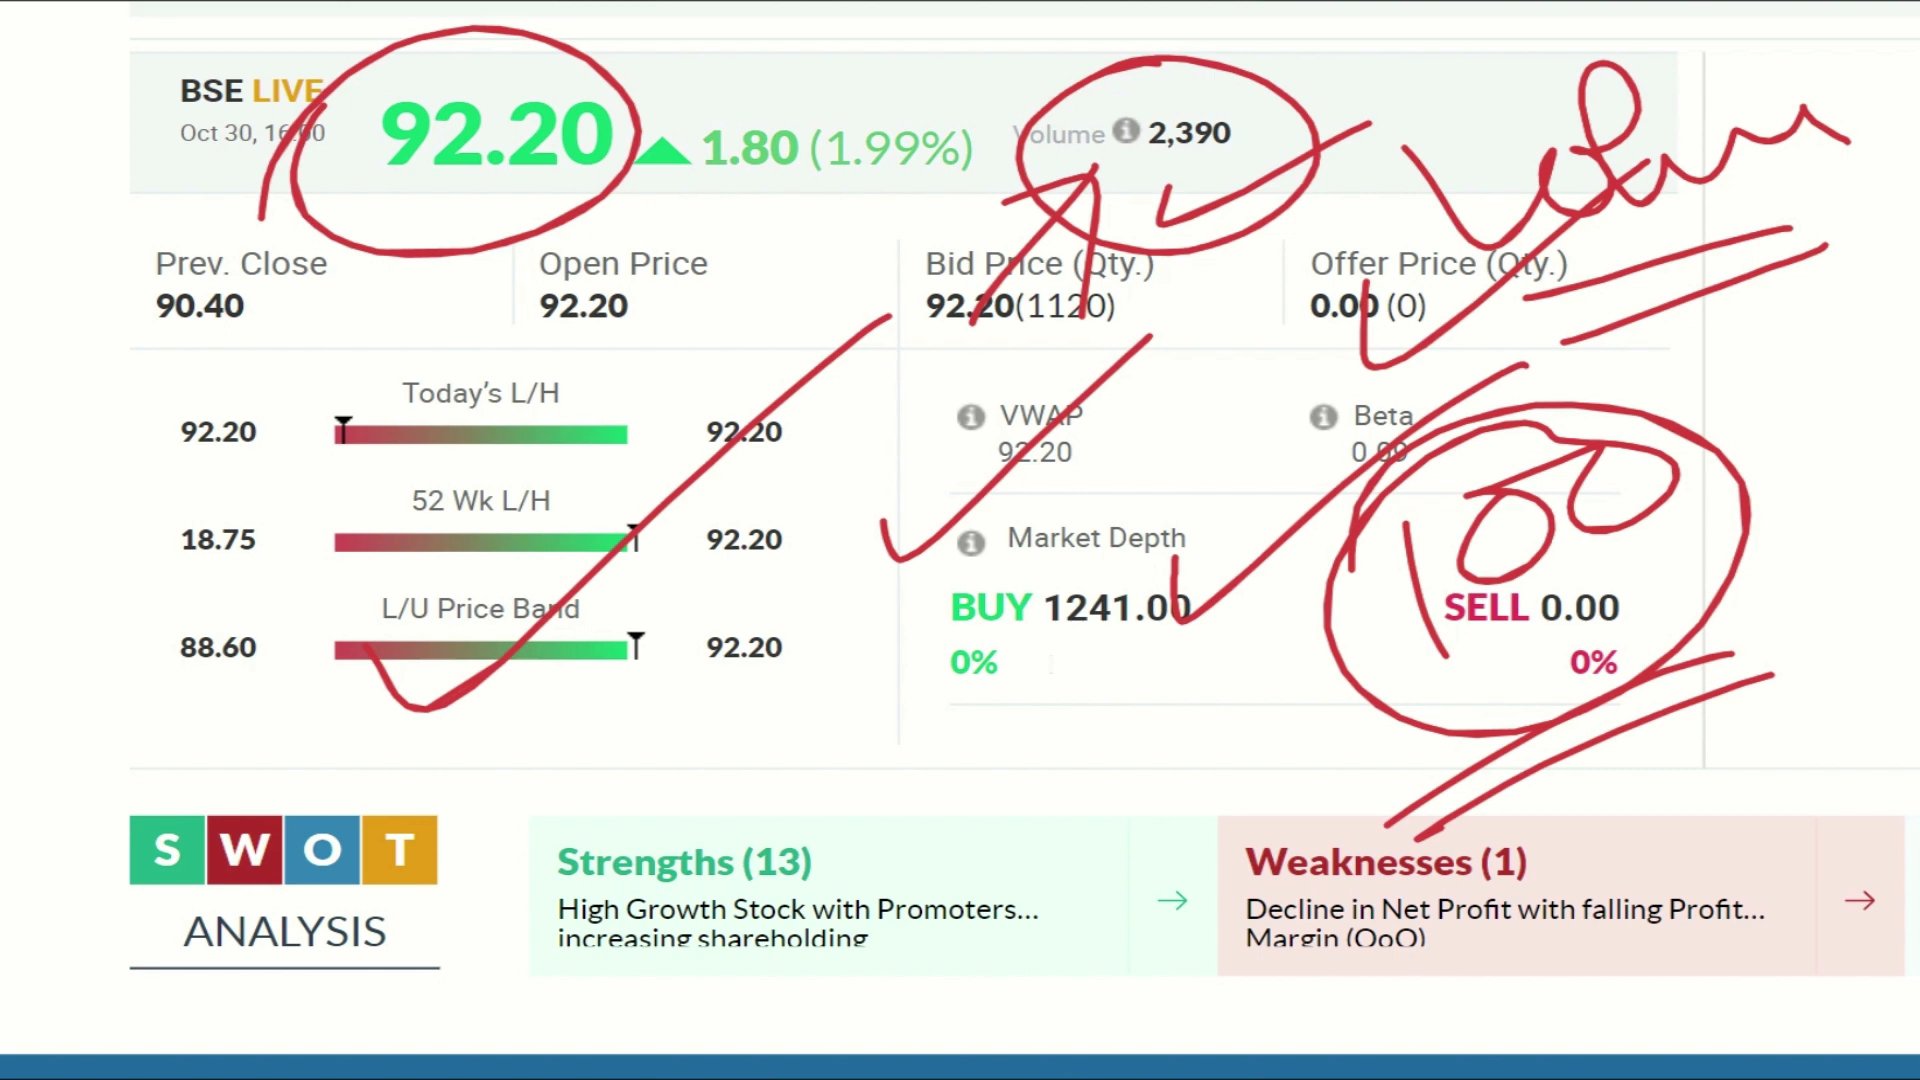 BSE LIVE
Oct 30, 16:00
92.20
1.80 (1.99%)
Volume 2,390
Prev. Close
90.40
Open Price
92.20
Bid Price (Qty.)
92.20(1120)
Offer Price (Qty.)
0.00 (0)
Today's L/H
92.20 92.20
52 Wk L/H
18.75 92.20
L/U Price Band
88.60 92.20
VWAP
92.20
Beta
Market Depth
BUY 1241.00
0%
100
SELL 0.00
0%
S W O T
ANALYSIS
Strengths (13)
High Growth Stock with Promoters...
increasing shareholding
Weaknesses (1)
Decline in Net Profit with falling Profit...
Margin (QoQ)